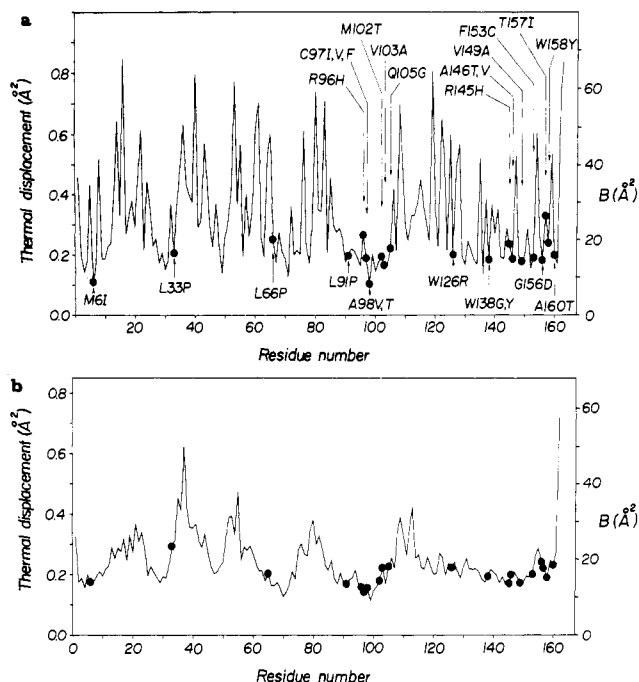 a
M102T
T157I
F153C
C97I,V,F
V103A
V149A
W158Y
R96H
Q105G
A146T,V
R145H
Thermal displacement (Å²)
0.8
0.6
0.4
0.2
0.0
B (Å²)
60
40
20
0
M6I
L33P
L66P
L91P
A98V,T
W126R
W138G,Y
G156D
A160T
0 20 40 60 80 100 120 140 160
Residue number
b
Thermal displacement (Å²)
0.8
0.6
0.4
0.2
0.0
B (Å²)
60
40
20
0
0 20 40 60 80 100 120 140 160
Residue number